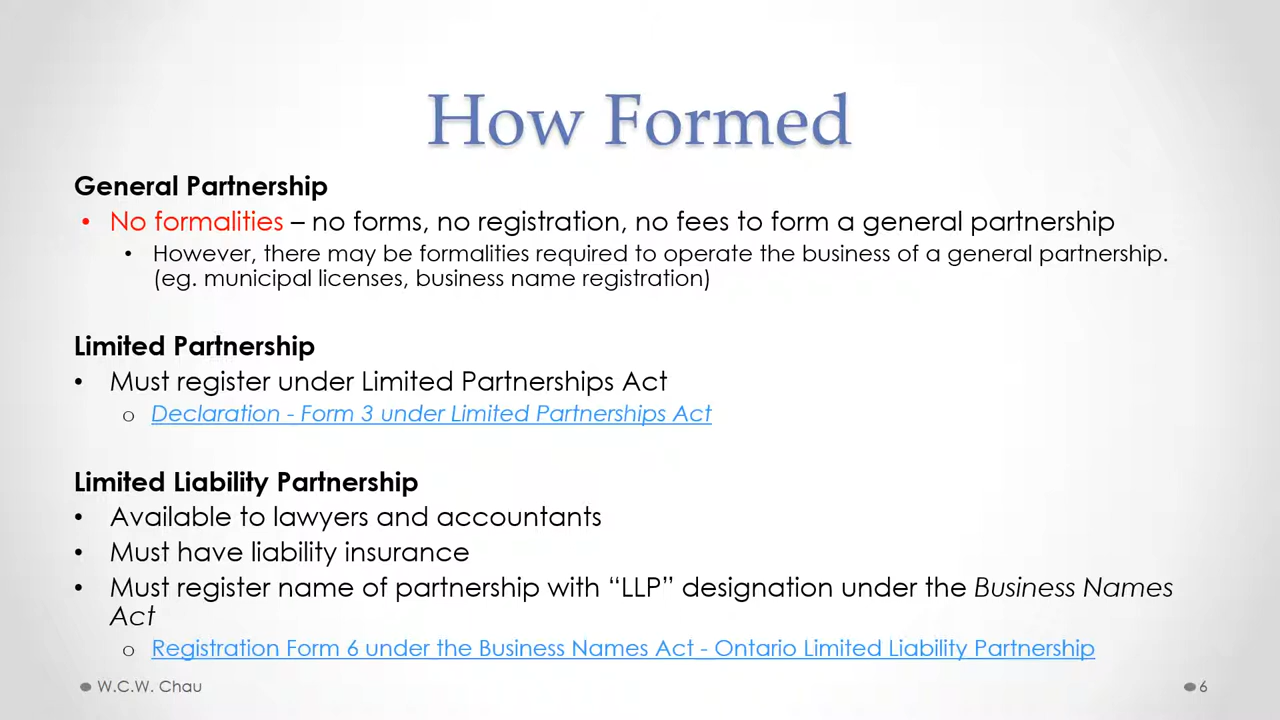 How Formed
General Partnership
• No formalities – no forms, no registration, no fees to form a general partnership
• However, there may be formalities required to operate the business of a general partnership.
(eg. municipal licenses, business name registration)
Limited Partnership
• Must register under Limited Partnerships Act
o Declaration - Form 3 under Limited Partnerships Act
Limited Liability Partnership
• Available to lawyers and accountants
• Must have liability insurance
• Must register name of partnership with “LLP” designation under the Business Names
Act
o Registration Form 6 under the Business Names Act - Ontario Limited Liability Partnership
● W.C.W. Chau
● 6